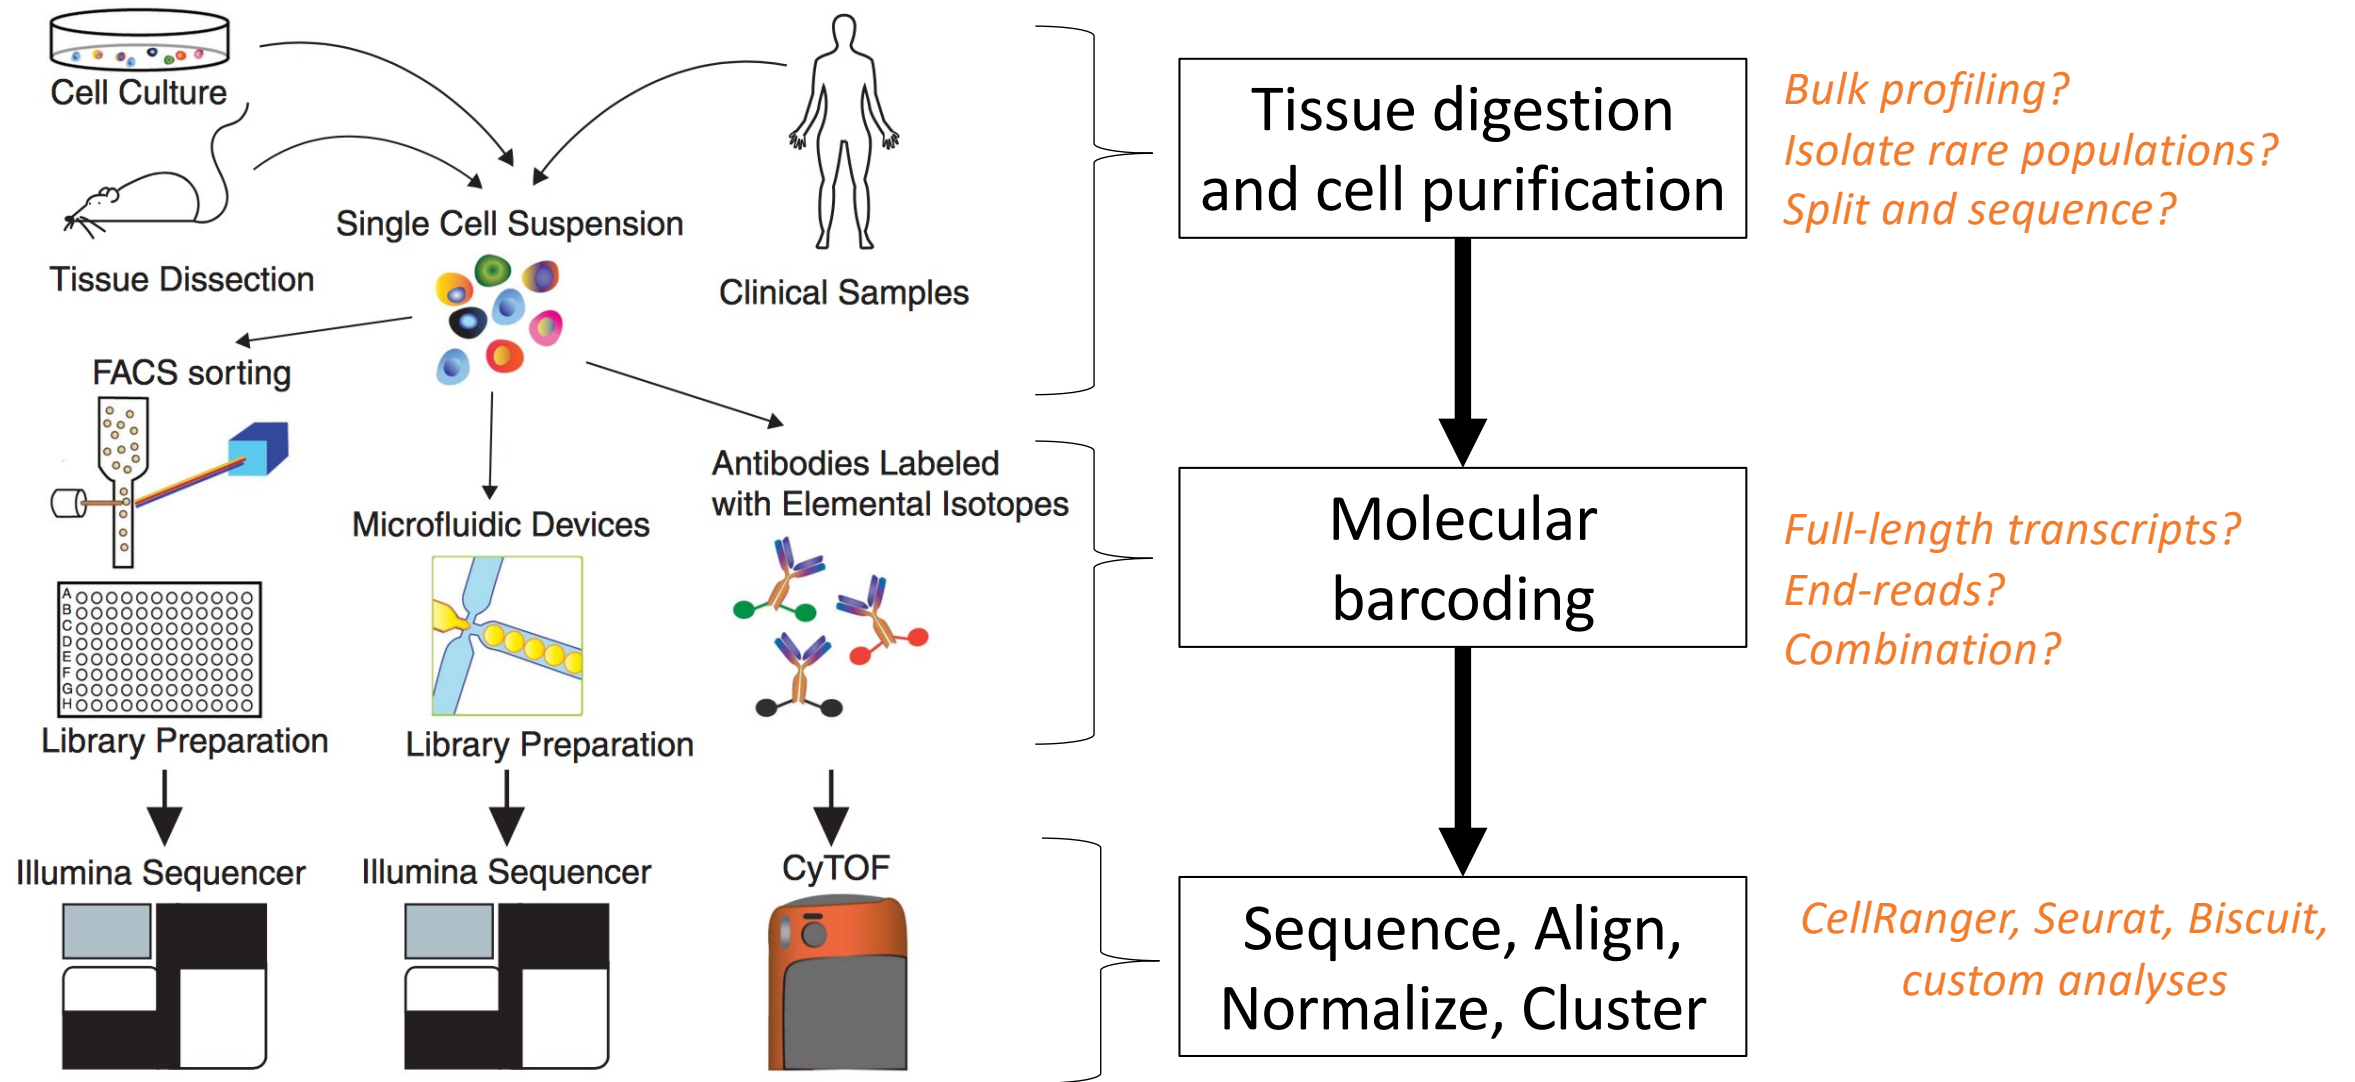 Cell Culture
Tissue Dissection
Single Cell Suspension
Clinical Samples
FACS sorting
A
B
C
D
E
F
G
H
Library Preparation
Illumina Sequencer
Microfluidic Devices
Library Preparation
Illumina Sequencer
Antibodies Labeled
with Elemental Isotopes
CyTOF
Tissue digestion
and cell purification
Bulk profiling?
Isolate rare populations?
Split and sequence?
Molecular
barcoding
Full-length transcripts?
End-reads?
Combination?
Sequence, Align,
Normalize, Cluster
CellRanger, Seurat, Biscuit,
custom analyses